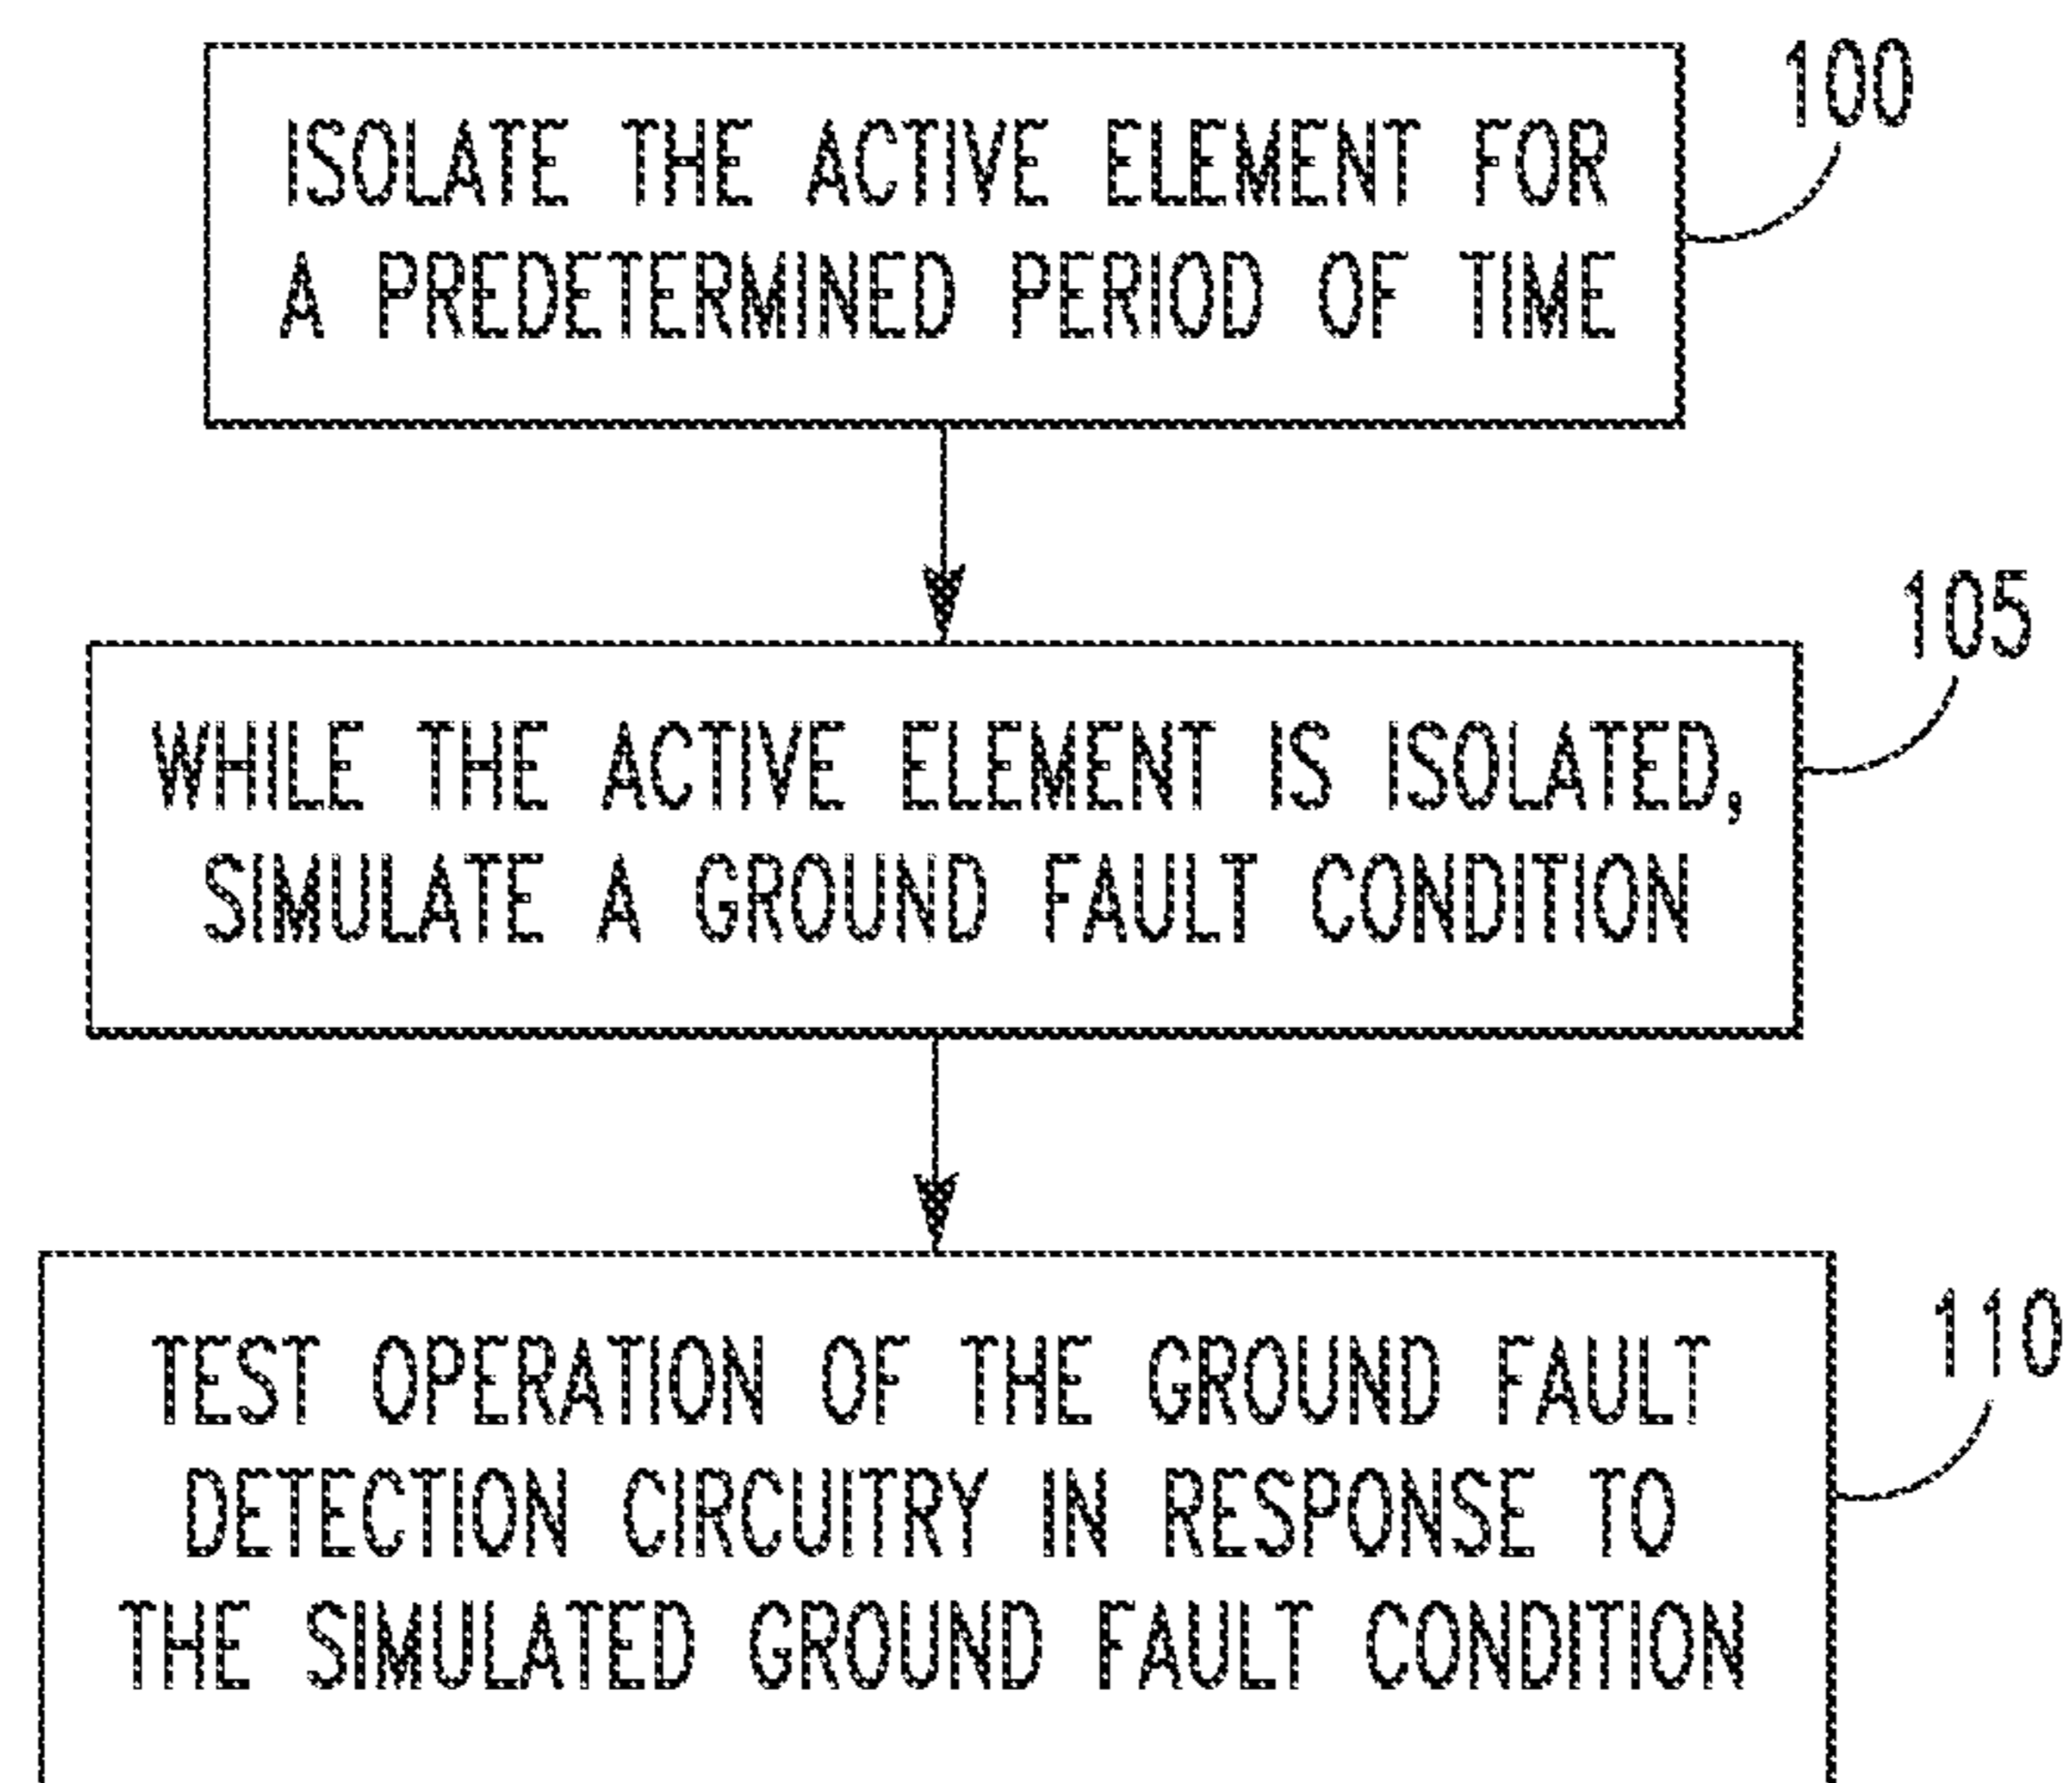 100
ISOLATE THE ACTIVE ELEMENT FOR
A PREDETERMINED PERIOD OF TIME
105
WHILE THE ACTIVE ELEMENT IS ISOLATED,
SIMULATE A GROUND FAULT CONDITION
110
TEST OPERATION OF THE GROUND FAULT
DETECTION CIRCUITRY IN RESPONSE TO
THE SIMULATED GROUND FAULT CONDITION